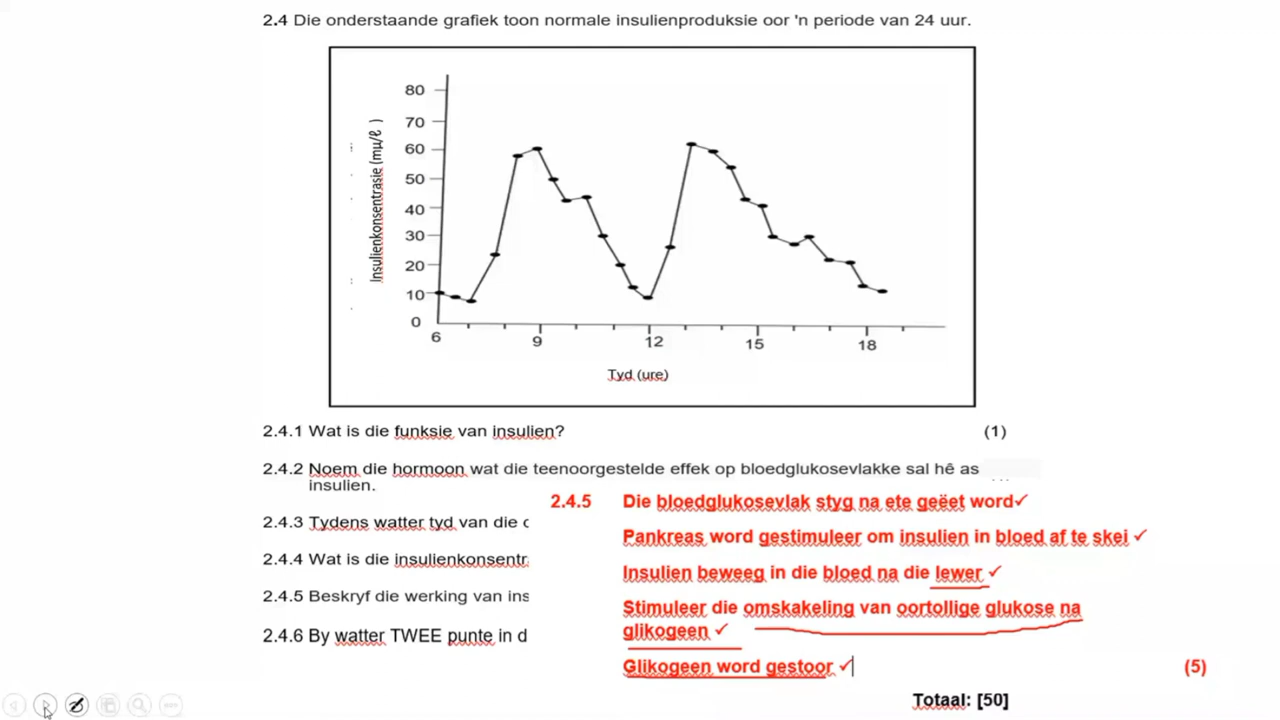 2.4 Die onderstaande grafiek toon normale insulienproduksie oor 'n periode van 24 uur.
80
70
60
50
40
30
20
10
0
Insulienkonsentrasie (mμ/ℓ )
6 9 12 15 18
Tyd (ure)
2.4.1 Wat is die funksie van insulien? (1)
2.4.2 Noem die hormoon wat die teenoorgestelde effek op bloedglukosevlakke sal hê as
insulien.
2.4.3 Tydens watter tyd van die
2.4.4 Wat is die insulienkonsentr
2.4.5 Beskryf die werking van ins
2.4.6 By watter TWEE punte in d
2.4.5 Die bloedglukosevlak styg na ete geëet word✓
Pankreas word gestimuleer om insulien in bloed af te skei ✓
Insulien beweeg in die bloed na die lewer ✓
Stimuleer die omskakeling van oortollige glukose na
glikogeen ✓
Glikogeen word gestoor ✓ (5)
Totaal: [50]